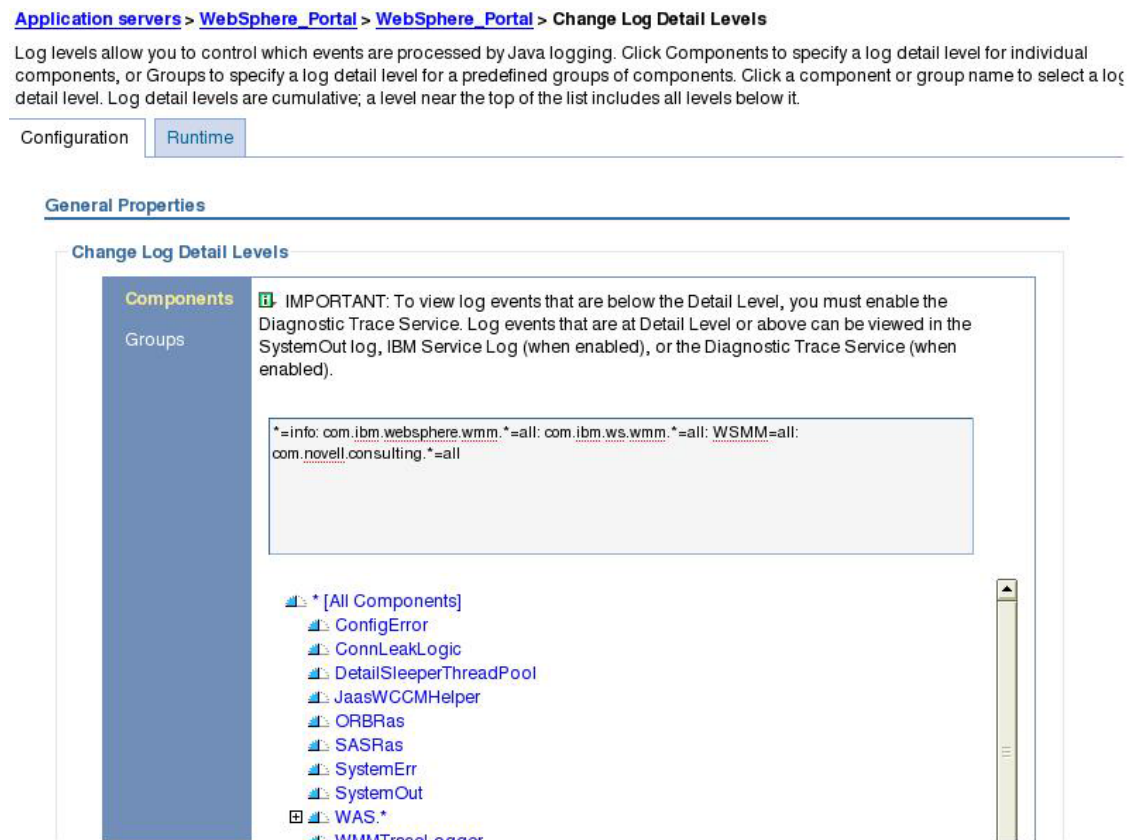 Application servers > WebSphere_Portal > WebSphere_Portal > Change Log Detail Levels
Log levels allow you to control which events are processed by Java logging. Click Components to specify a log detail level for individual
components, or Groups to specify a log detail level for a predefined groups of components. Click a component or group name to select a log
detail level. Log detail levels are cumulative; a level near the top of the list includes all levels below it.
Configuration Runtime
General Properties
Change Log Detail Levels
Components
Groups
IMPORTANT: To view log events that are below the Detail Level, you must enable the
Diagnostic Trace Service. Log events that are at Detail Level or above can be viewed in the
SystemOut log, IBM Service Log (when enabled), or the Diagnostic Trace Service (when
enabled).
*=info: com.ibm.websphere.wmm.*=all: com.ibm.ws.wmm.*=all: WSMM=all:
com.novell.consulting.*=all
* [All Components]
ConfigError
ConnLeakLogic
DetailSleeperThreadPool
JaasWCCMHelper
ORBRas
SASRas
SystemErr
SystemOut
WAS.*
WMMTraceLogger